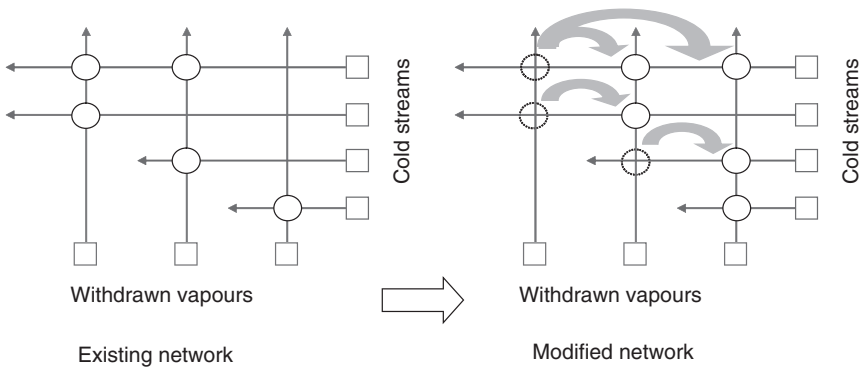 Cold streams
Cold streams
Withdrawn vapours
Withdrawn vapours
Existing network
Modified network